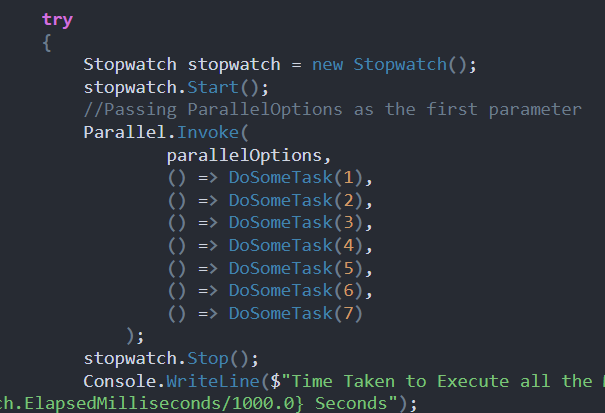 try
{
Stopwatch stopwatch = new Stopwatch();
stopwatch.Start();
//Passing ParallelOptions as the first parameter
Parallel.Invoke(
parallelOptions,
() => DoSomeTask(1),
() => DoSomeTask(2),
() => DoSomeTask(3),
() => DoSomeTask(4),
() => DoSomeTask(5),
() => DoSomeTask(6),
() => DoSomeTask(7)
);
stopwatch.Stop();
Console.WriteLine($"Time Taken to Execute all the
ch.ElapsedMilliseconds/1000.0} Seconds");